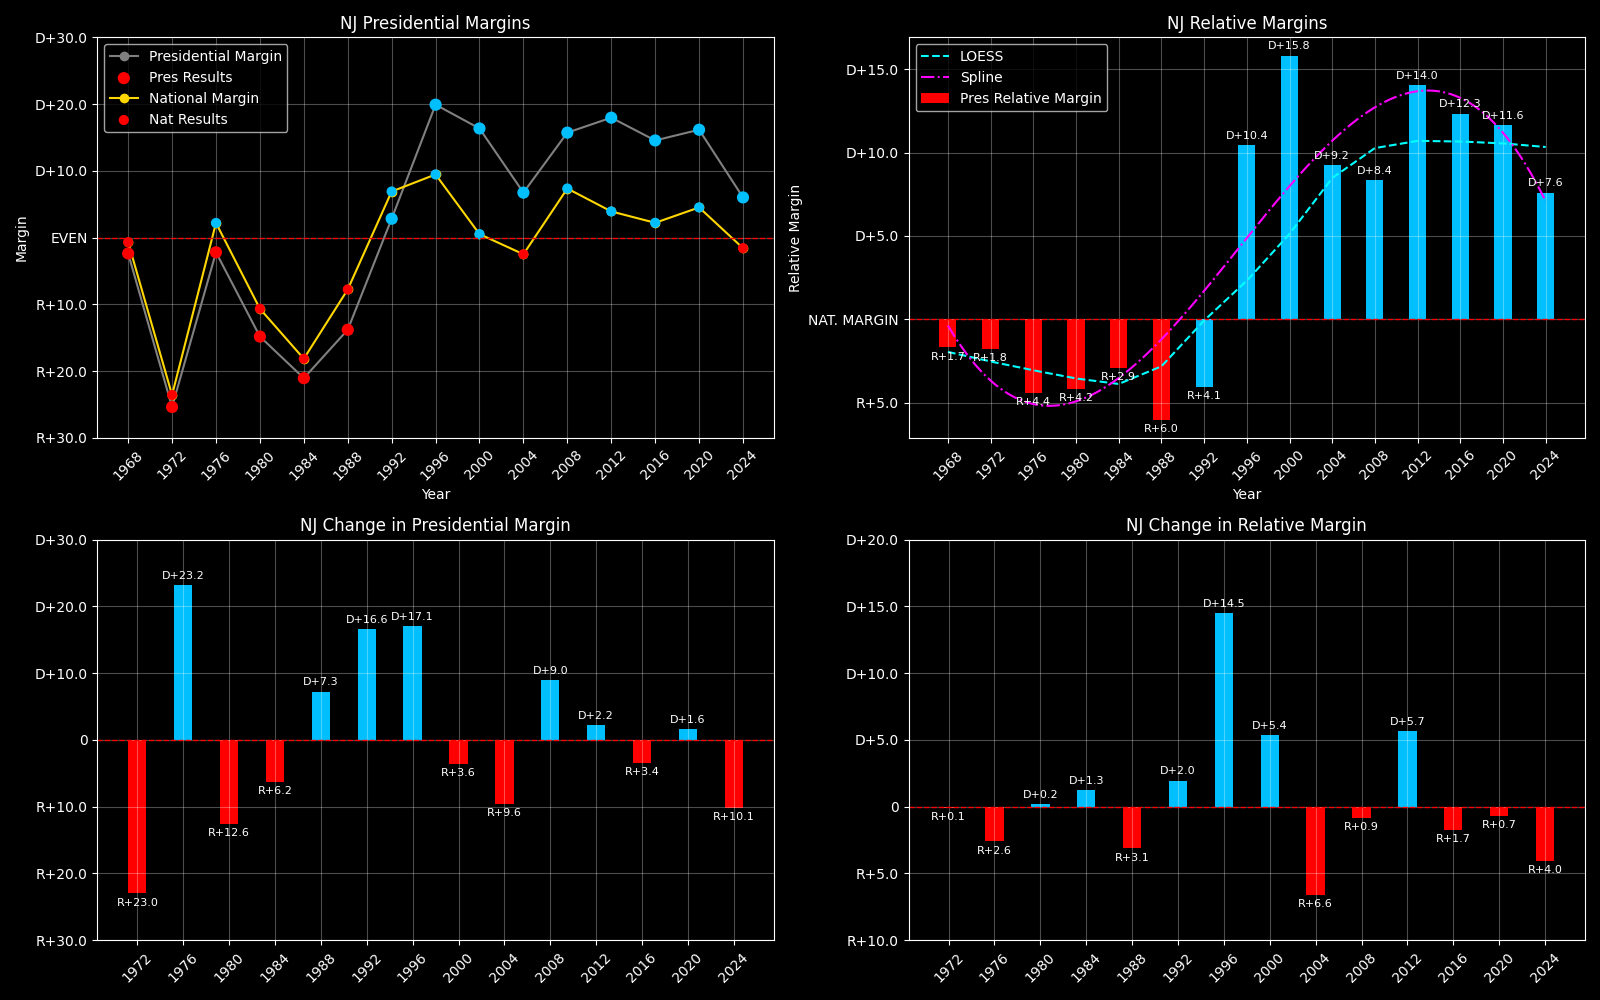 NJ Presidential Margins
D+30.0
D+20.0
D+10.0
EVEN
R+10.0
R+20.0
R+30.0
Margin
Presidential Margin
Pres Results
National Margin
Nat Results
1968
1972
1976
1980
1984
1988
1992
1996
2000
2004
2008
2012
2016
2020
2024
Year
NJ Relative Margins
D+15.0
D+10.0
D+5.0
NAT. MARGIN
R+5.0
Relative Margin
LOESS
Spline
Pres Relative Margin
R+1.7
R+1.8
R+4.4
R+4.2
R+2.9
R+6.0
R+4.1
D+10.4
D+15.8
D+9.2
D+8.4
D+14.0
D+12.3
D+11.6
D+7.6
1968
1972
1976
1980
1984
1988
1992
1996
2000
2004
2008
2012
2016
2020
2024
Year
NJ Change in Presidential Margin
D+30.0
D+20.0
D+10.0
0
R+10.0
R+20.0
R+30.0
R+23.0
D+23.2
R+12.6
R+6.2
D+7.3
D+16.6
D+17.1
R+3.6
R+9.6
D+9.0
D+2.2
R+3.4
D+1.6
R+10.1
1972
1976
1980
1984
1988
1992
1996
2000
2004
2008
2012
2016
2020
2024
NJ Change in Relative Margin
D+20.0
D+15.0
D+10.0
D+5.0
0
R+5.0
R+10.0
R+0.1
R+2.6
D+0.2
D+1.3
R+3.1
D+2.0
D+14.5
D+5.4
R+6.6
R+0.9
D+5.7
R+1.7
R+0.7
R+4.0
1972
1976
1980
1984
1988
1992
1996
2000
2004
2008
2012
2016
2020
2024